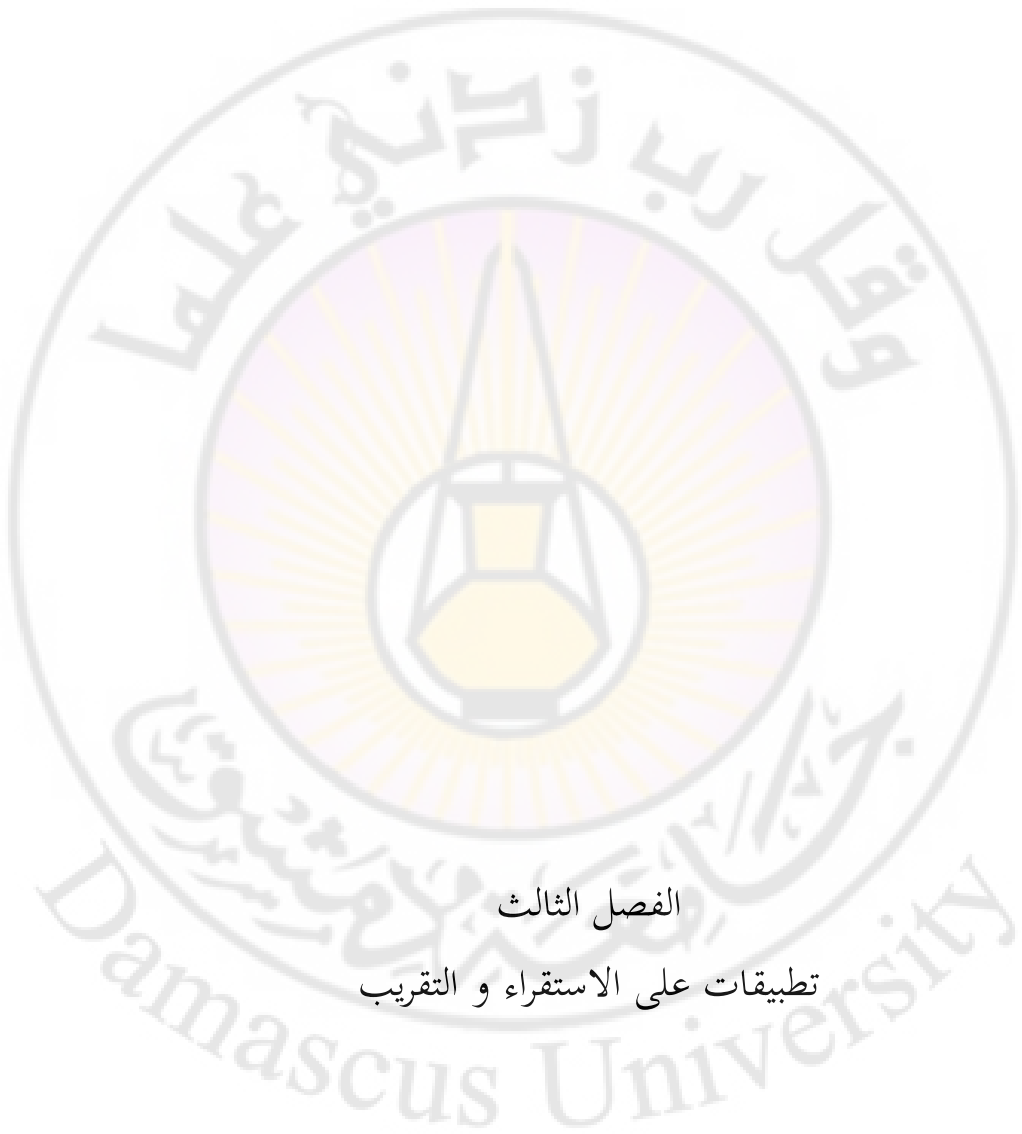 وقل رب زدني علما
الفصل الثالث
جامعة دمشق
تطبيقات على الاستقراء و التقريب
Damascus University